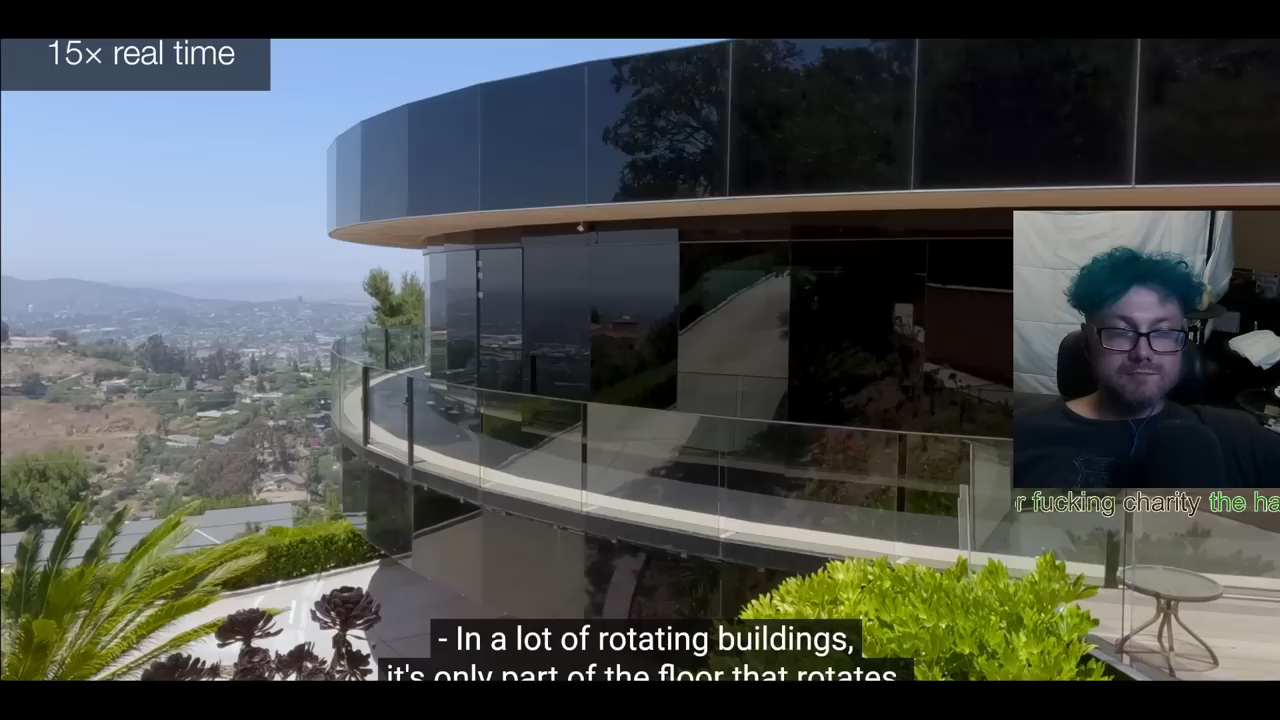 15× real time
r fucking charity the ha
- In a lot of rotating buildings,
it's only part of the floor that rotates